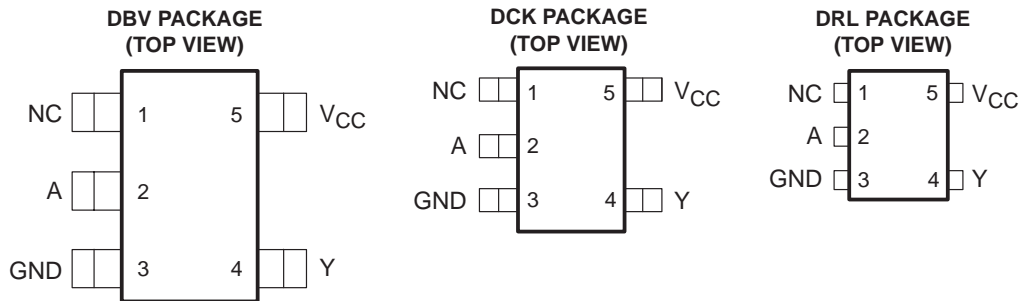 DBV PACKAGE
(TOP VIEW)
NC 1 5 VCC
A 2
GND 3 4 Y
DCK PACKAGE
(TOP VIEW)
NC 1 5 VCC
A 2
GND 3 4 Y
DRL PACKAGE
(TOP VIEW)
NC 1 5 VCC
A 2
GND 3 4 Y